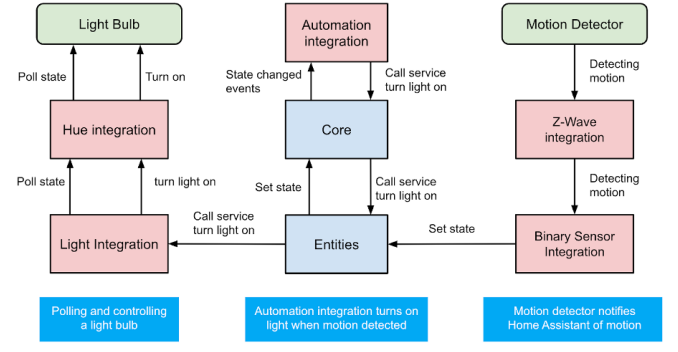 Light Bulb
Automation
integration
Motion Detector
Poll state
Turn on
State changed
events
Call service
turn light on
Detecting
motion
Hue integration
Core
Z-Wave
integration
Poll state
turn light on
Set state
Call service
turn light on
Detecting
motion
Light Integration
Call service
turn light on
Entities
Set state
Binary Sensor
Integration
Polling and controlling
a light bulb
Automation integration turns on
light when motion detected
Motion detector notifies
Home Assistant of motion